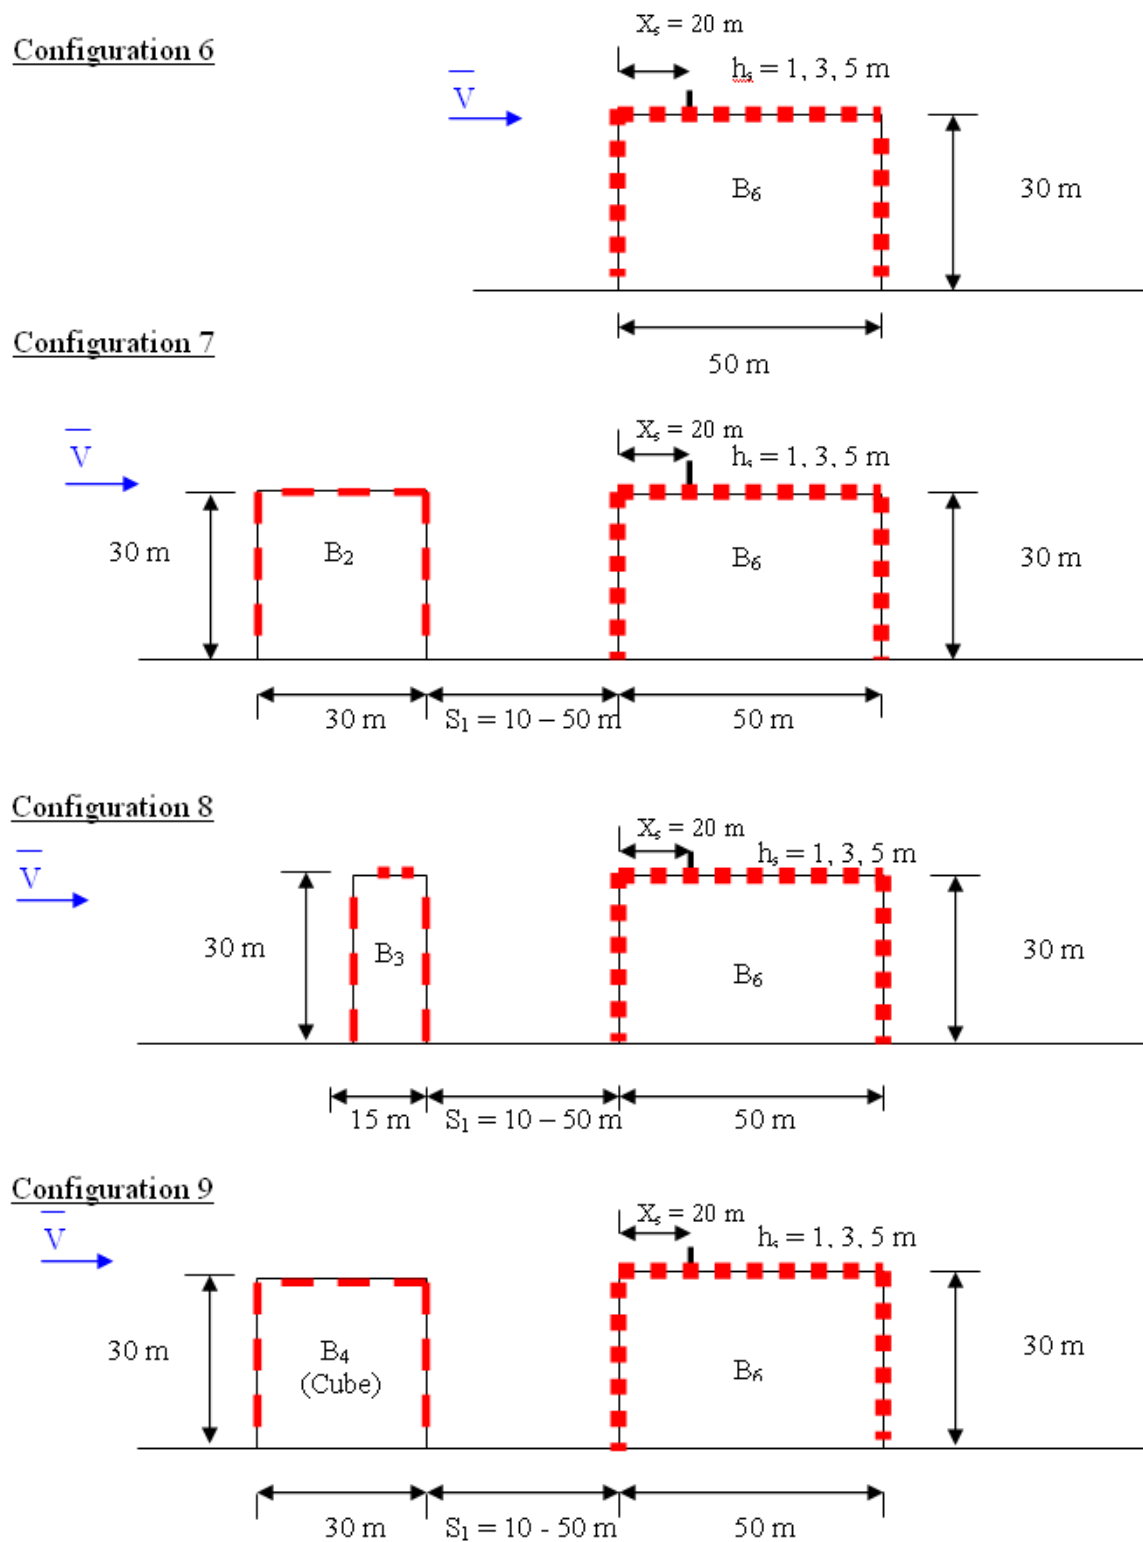 Configuration 6
Xₛ = 20 m
hₛ = 1, 3, 5 m
V
B₆
30 m
50 m
Configuration 7
Xₛ = 20 m
hₛ = 1, 3, 5 m
V
30 m
B₂
B₆
30 m
30 m
S₁ = 10 – 50 m
50 m
Configuration 8
Xₛ = 20 m
hₛ = 1, 3, 5 m
V
30 m
B₃
B₆
30 m
15 m
S₁ = 10 – 50 m
50 m
Configuration 9
Xₛ = 20 m
hₛ = 1, 3, 5 m
V
30 m
B₄
(Cube)
B₆
30 m
30 m
S₁ = 10 - 50 m
50 m